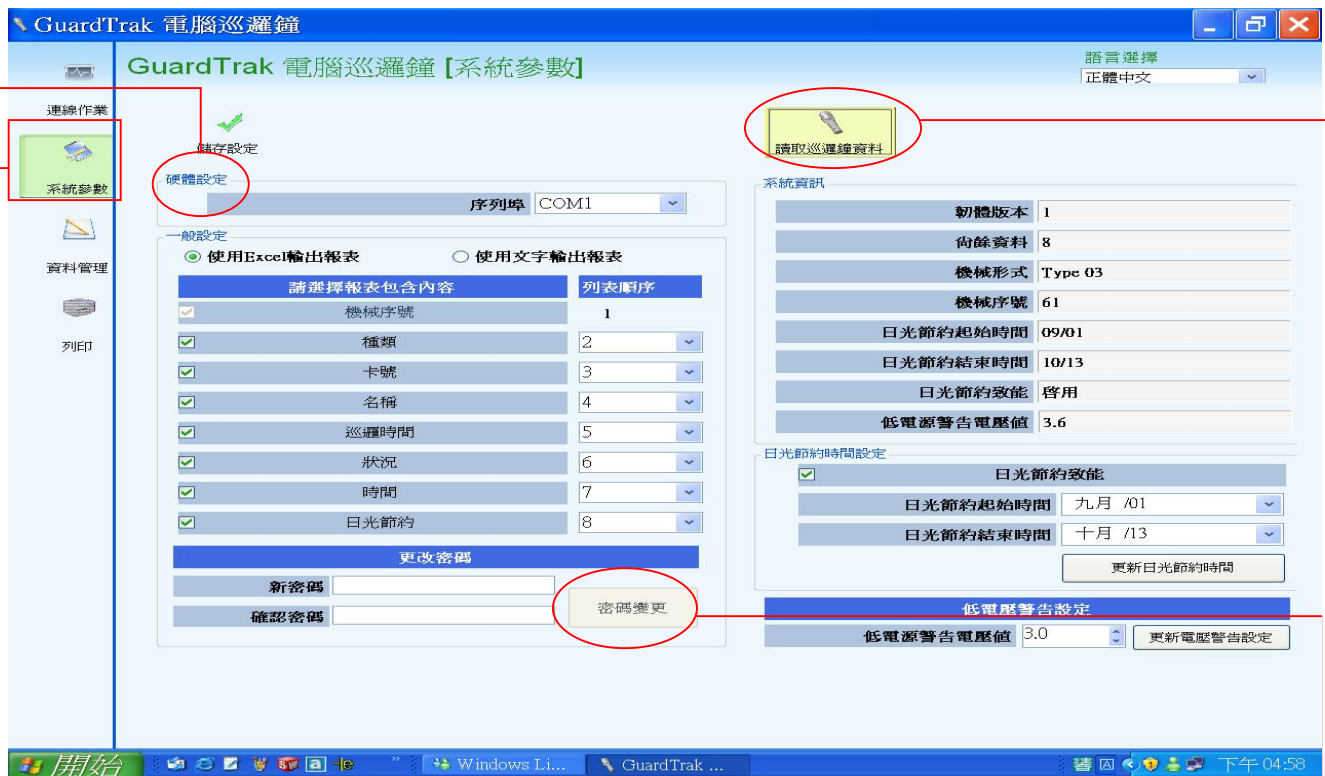 GuardTrak 電腦巡邏鐘
GuardTrak 電腦巡邏鐘 [系統參數]
語言選擇
正體中文
連線作業
系統參數
資料管理
列印
儲存設定
硬體設定
序列埠 COM1
一般設定
使用Excel輸出報表 使用文字輸出報表
請選擇報表包含內容 列表順序
機械序號 1
種類 2
卡號 3
名稱 4
巡邏時間 5
狀況 6
時間 7
日光節約 8
更改密碼
新密碼
確認密碼
密碼變更
讀取巡邏鐘資料
系統資訊
韌體版本 1
尚餘資料 8
機械形式 Type 03
機械序號 61
日光節約起始時間 09/01
日光節約結束時間 10/13
日光節約致能 啓用
低電源警告電壓值 3.6
日光節約時間設定
日光節約致能
日光節約起始時間 九月 /01
日光節約結束時間 十月 /13
更新日光節約時間
低電壓警告設定
低電源警告電壓值 3.0 更新電壓警告設定
開始 Windows Li... GuardTrak ... 下午 04:58